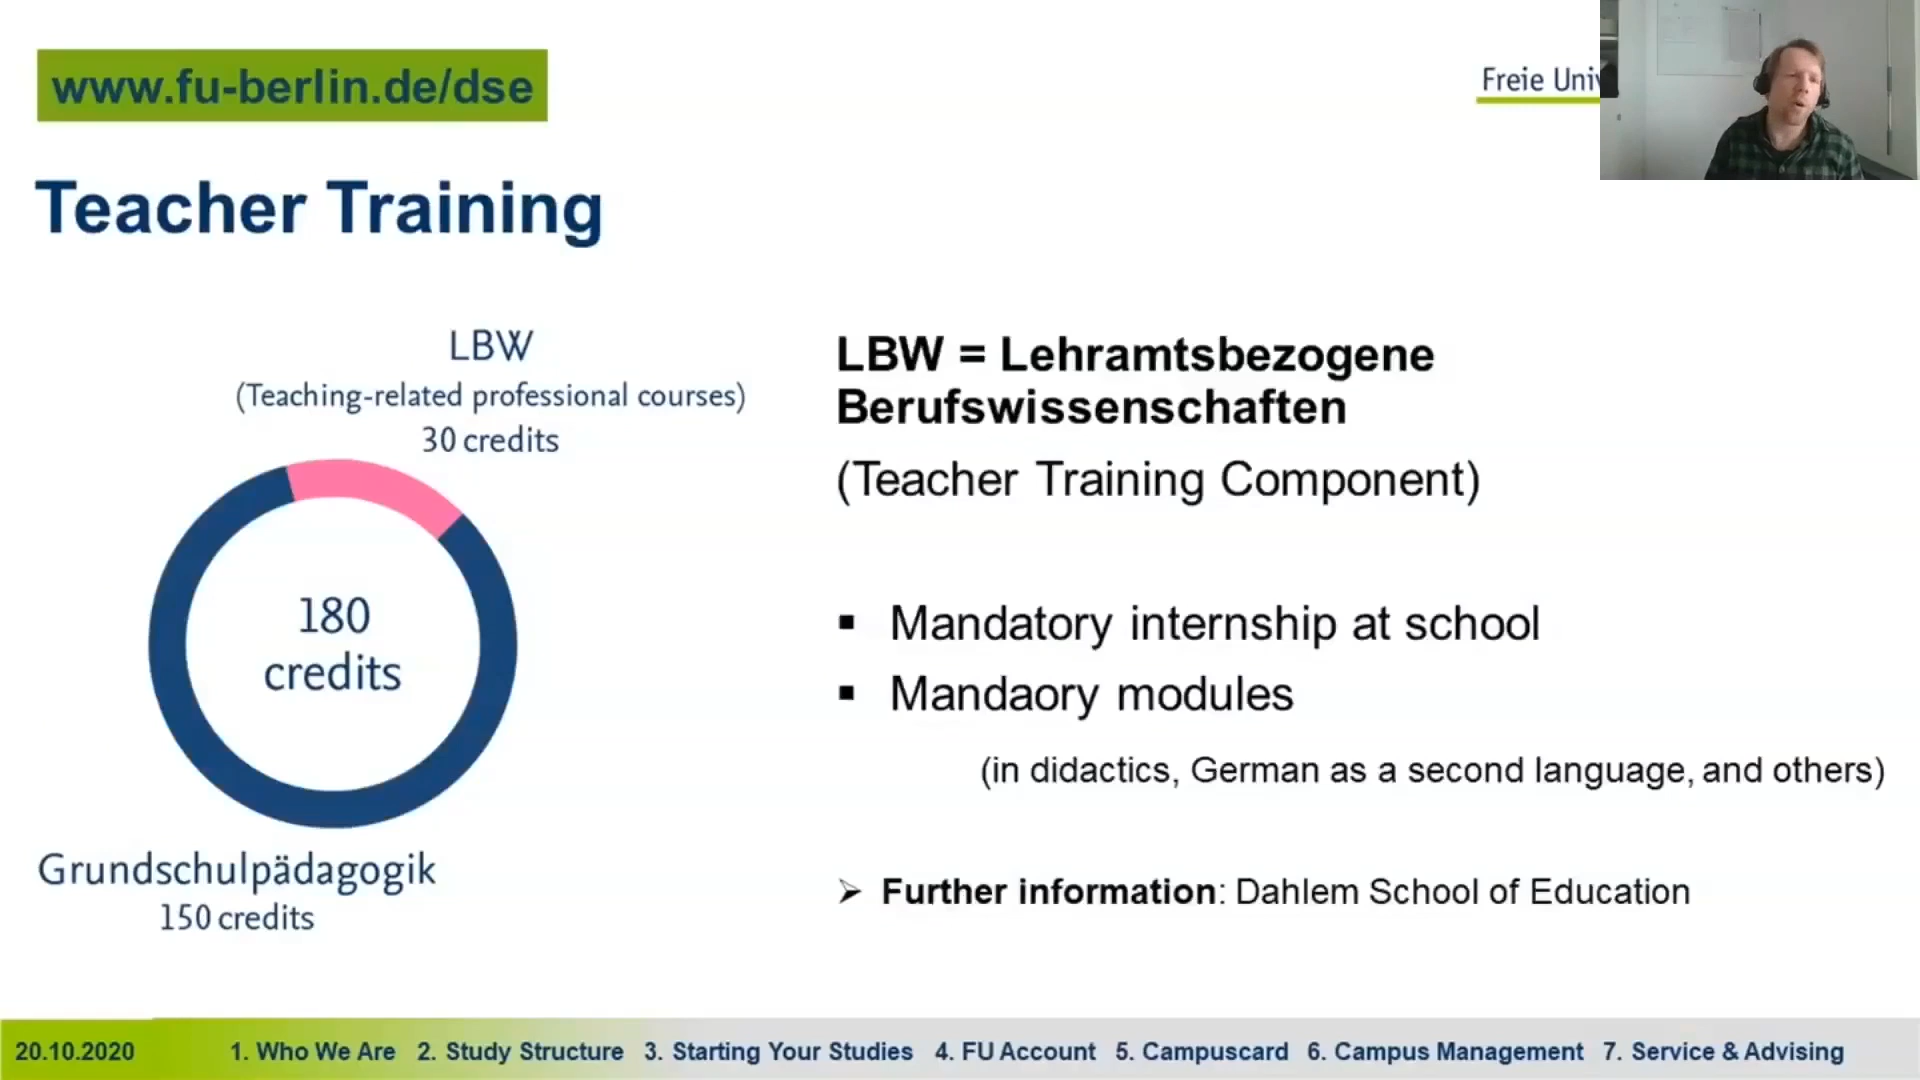 www.fu-berlin.de/dse
Freie Uni
Teacher Training
LBW
(Teaching-related professional courses)
30 credits
180
credits
Grundschulpädagogik
150 credits
LBW = Lehramtsbezogene
Berufswissenschaften
(Teacher Training Component)
▪ Mandatory internship at school
▪ Mandaory modules
(in didactics, German as a second language, and others)
➢ Further information: Dahlem School of Education
20.10.2020 1. Who We Are 2. Study Structure 3. Starting Your Studies 4. FU Account 5. Campuscard 6. Campus Management 7. Service & Advising